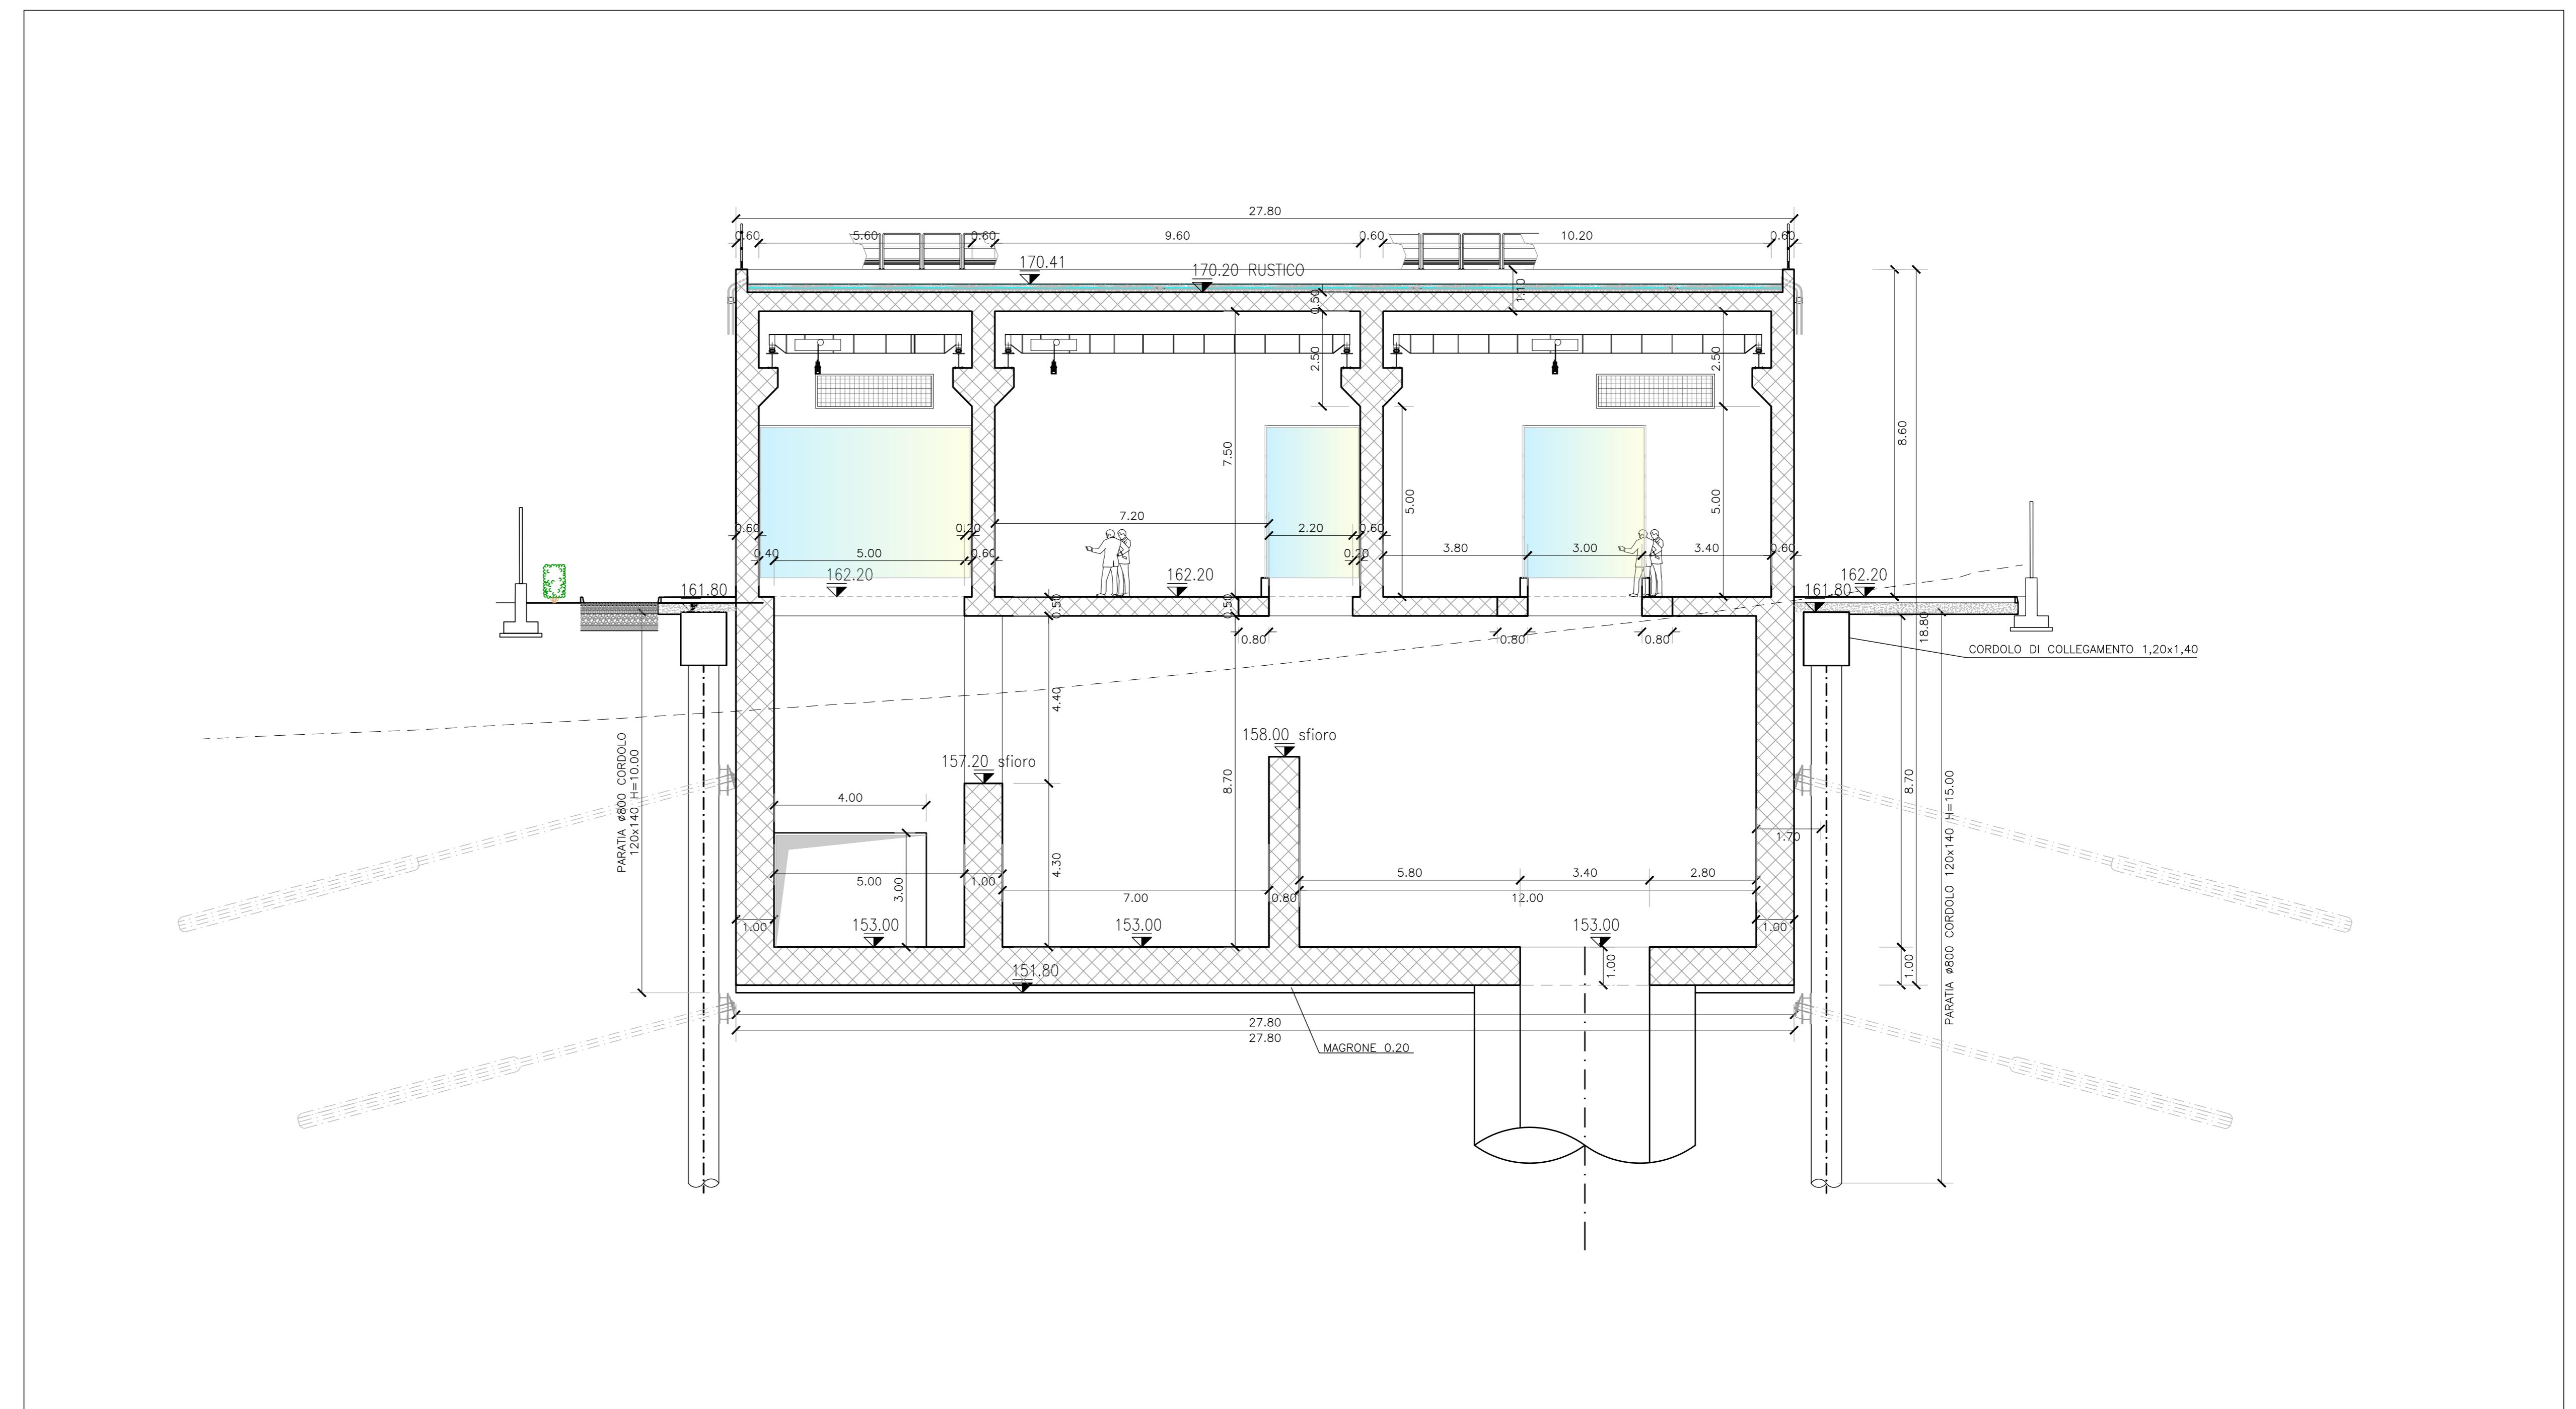 27.80
0.60 5.60 0.60 9.60 0.60 10.20 0.60
170.41
170.20 RUSTICO
0.50
1.10
2.50
2.50
7.50
8.60
5.00
5.00
7.20
0.60 0.20 2.20 0.60
0.40 5.00 0.60 0.20 3.80 3.00 3.40 0.60
162.20
162.20
162.20
161.80
161.80
0.50
0.50
0.80 0.80 0.80
18.80
CORDOLO DI COLLEGAMENTO 1,20x1,40
4.40
158.00 sfioro
157.20 sfioro
PARATIA ø800 CORDOLO
120x140 H=10.00
8.70
8.70
PARATIA ø800 CORDOLO 120x140 H=15.00
4.00
1.70
4.30
3.00
5.00 1.00
5.80 3.40 2.80
7.00 0.80 12.00
1.00
1.00
153.00
153.00
153.00
1.00
1.00
151.80
27.80
27.80
MAGRONE 0.20